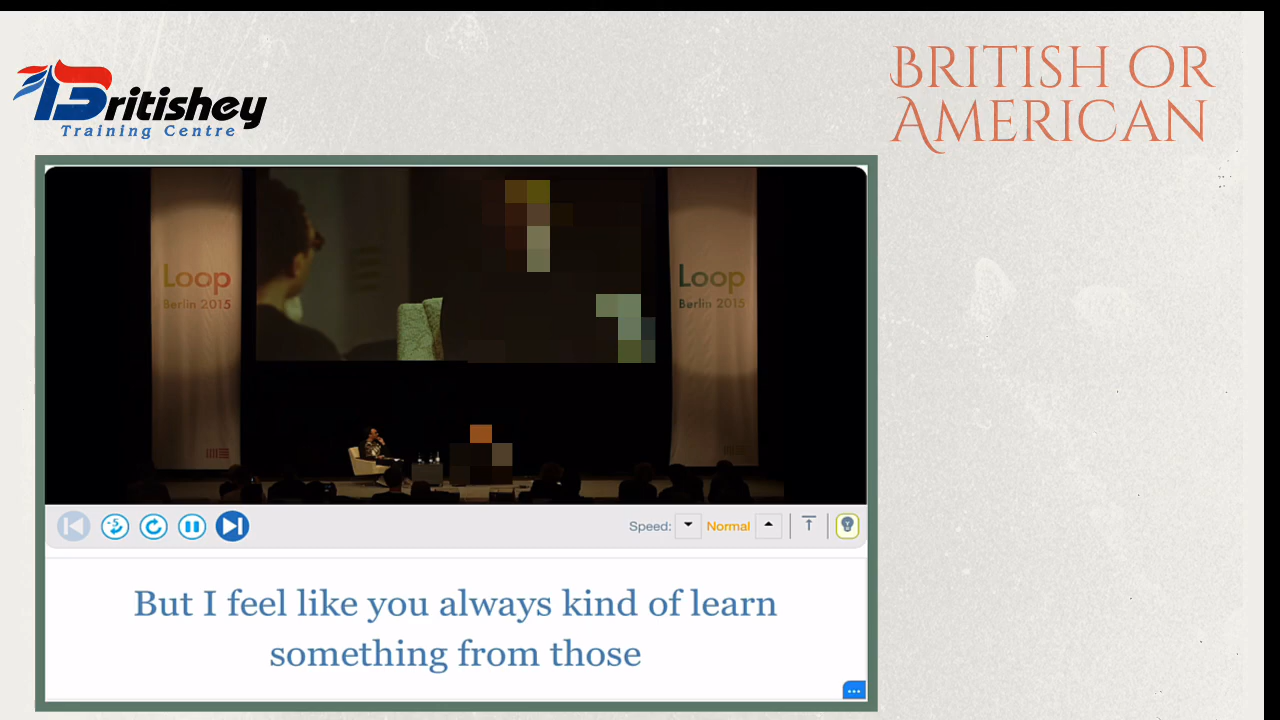 Britishey
Training Centre
BRITISH OR
AMERICAN
Loop
Berlin 2015
Loop
Berlin 2015
Speed:
Normal
But I feel like you always kind of learn
something from those